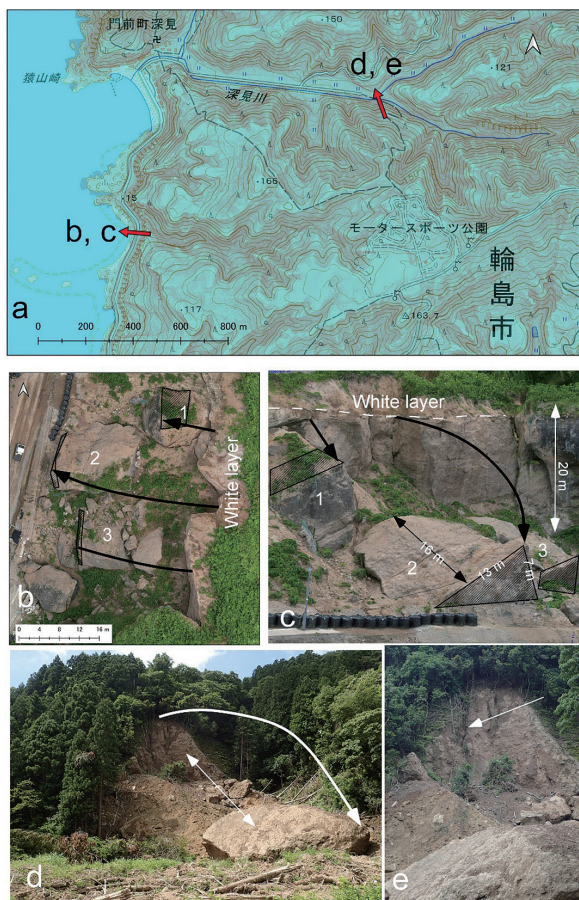 門前町深見
卍
・150
猿山崎
d, e
・121
深見川
・15
・166
b, c
モータースポーツ公園
輪島市
a
・117
△163.7
0 200 400 600 800 m
1
White layer
2
3
b
0 4 8 12 16 m
White layer
20 m
1
16 m
2
13 m
7 m
3
c
d
e